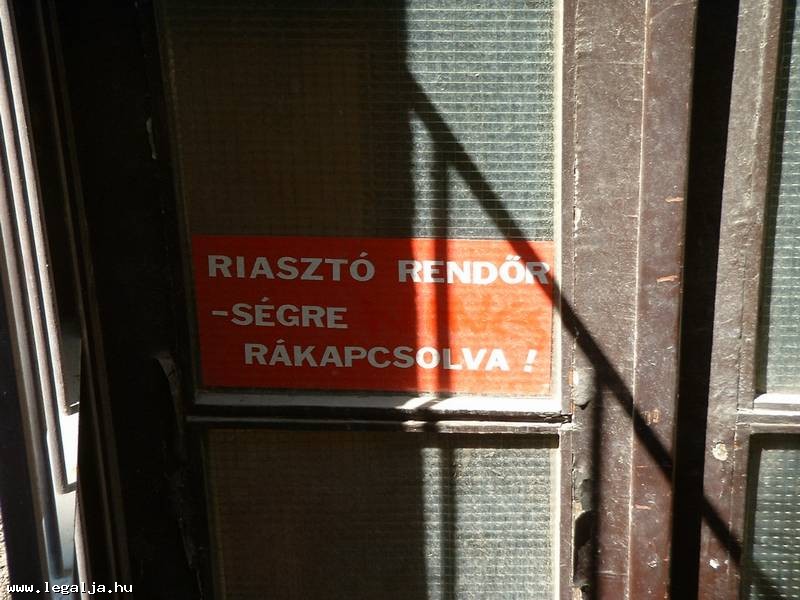 RIASZTÓ RENDŐR
-SÉGRE
RÁKAPCSOLVA !
www.legalja.hu